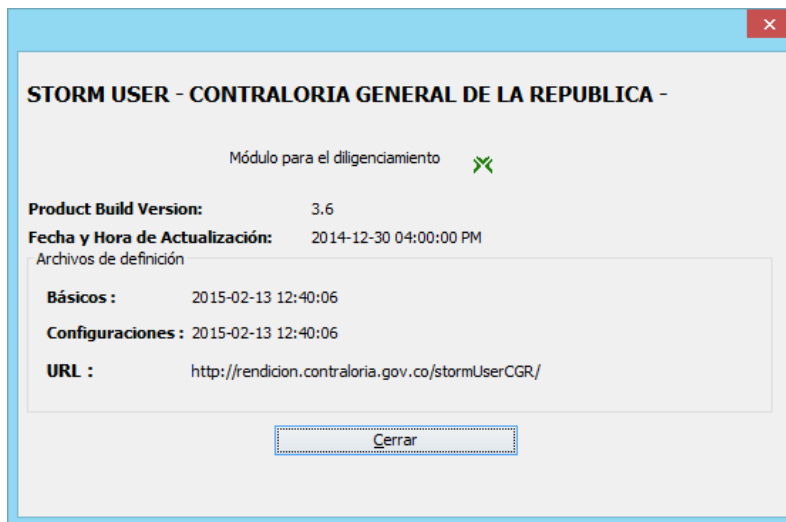 STORM USER - CONTRALORIA GENERAL DE LA REPUBLICA -
Módulo para el diligenciamiento
Product Build Version: 3.6
Fecha y Hora de Actualización: 2014-12-30 04:00:00 PM
Archivos de definición
Básicos : 2015-02-13 12:40:06
Configuraciones : 2015-02-13 12:40:06
URL : http://rendicion.contraloria.gov.co/stormUserCGR/
Cerrar